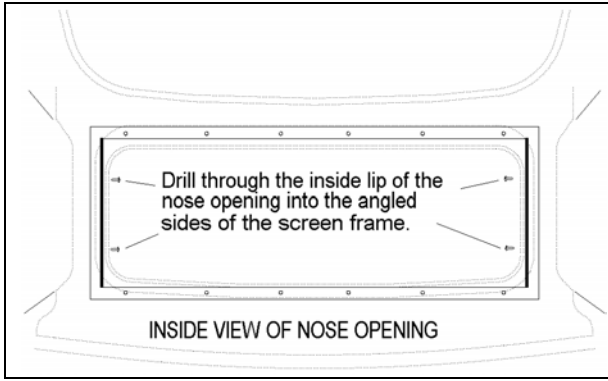 Drill through the inside lip of the
nose opening into the angled
sides of the screen frame.
INSIDE VIEW OF NOSE OPENING